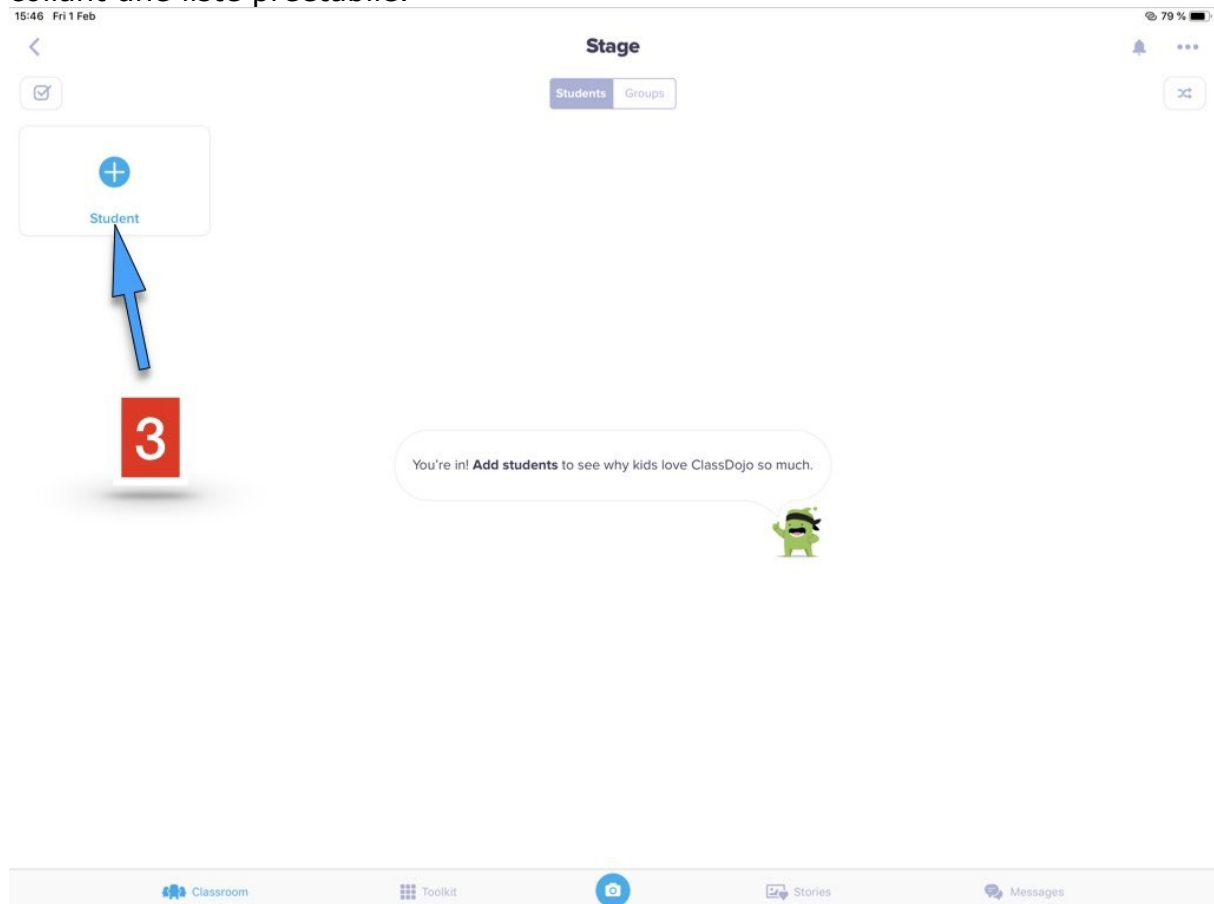 15:46 Fri 1 Feb 79 %
Stage
Students Groups
Student
3
You're in! Add students to see why kids love ClassDojo so much.
Classroom Toolkit Stories Messages